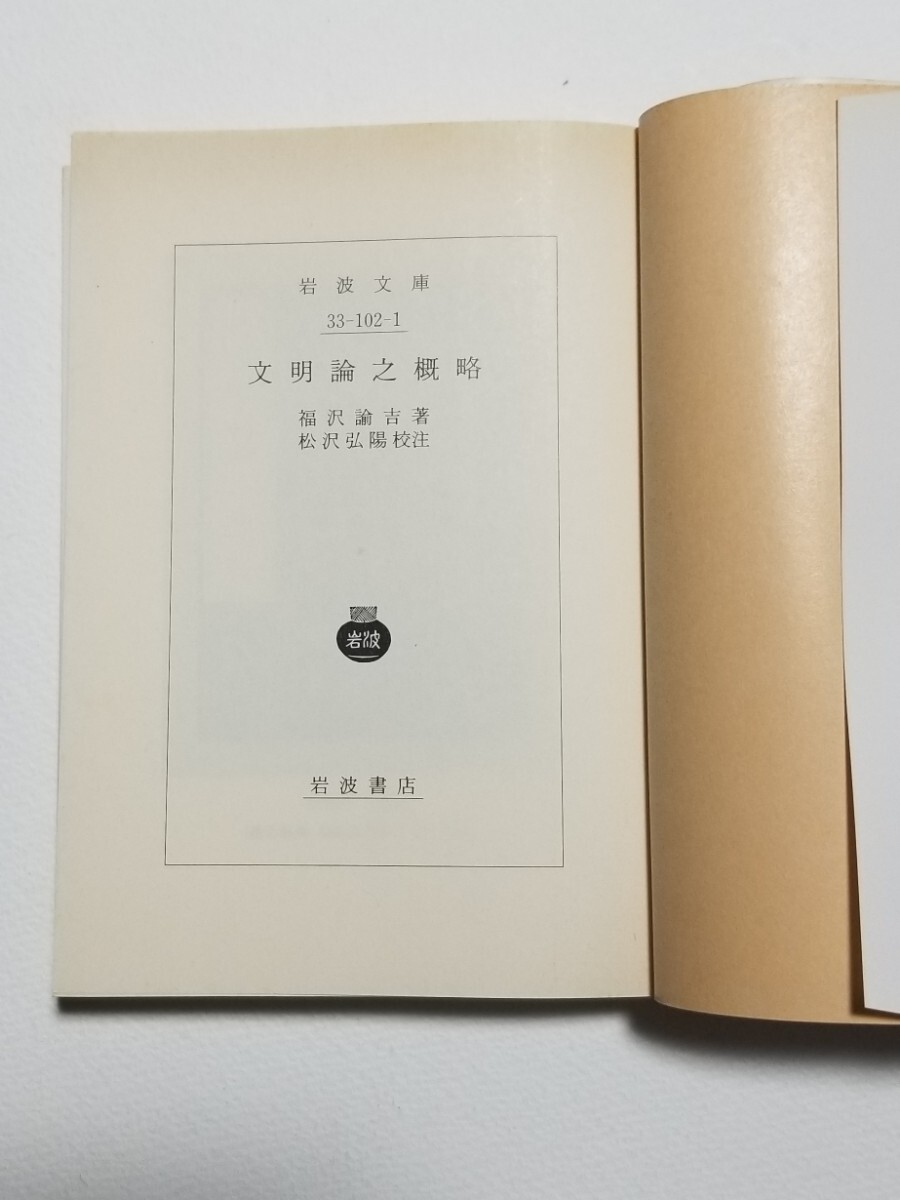 岩波文庫
33-102-1
文明論之概略
福沢諭吉著
松沢弘陽校注
岩波
岩波書店